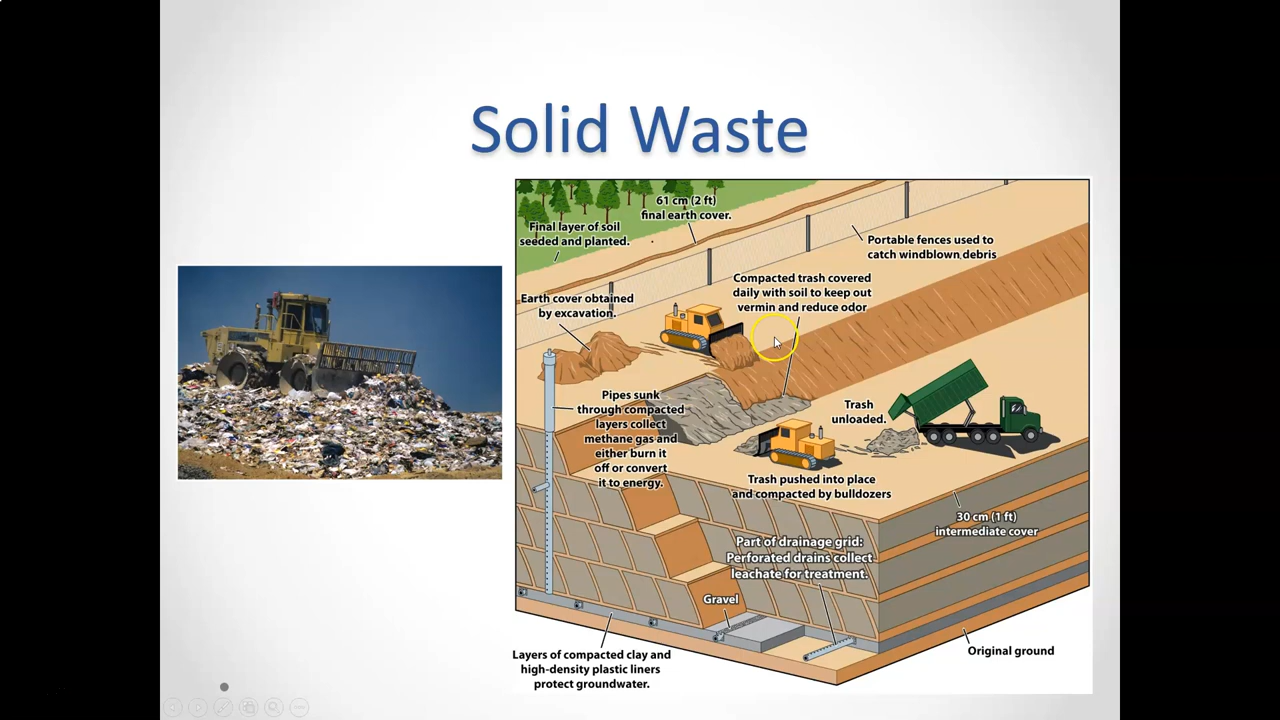 Solid Waste
61 cm (2 ft)
final earth cover.
Final layer of soil
seeded and planted.
Portable fences used to
catch windblown debris
Compacted trash covered
daily with soil to keep out
vermin and reduce odor
Earth cover obtained
by excavation.
Pipes sunk
through compacted
layers collect
methane gas and
either burn it
off or convert
it to energy.
Trash
unloaded.
Trash pushed into place
and compacted by bulldozers
30 cm (1 ft)
intermediate cover
Part of drainage grid:
Perforated drains collect
leachate for treatment.
Gravel
Original ground
Layers of compacted clay and
high-density plastic liners
protect groundwater.